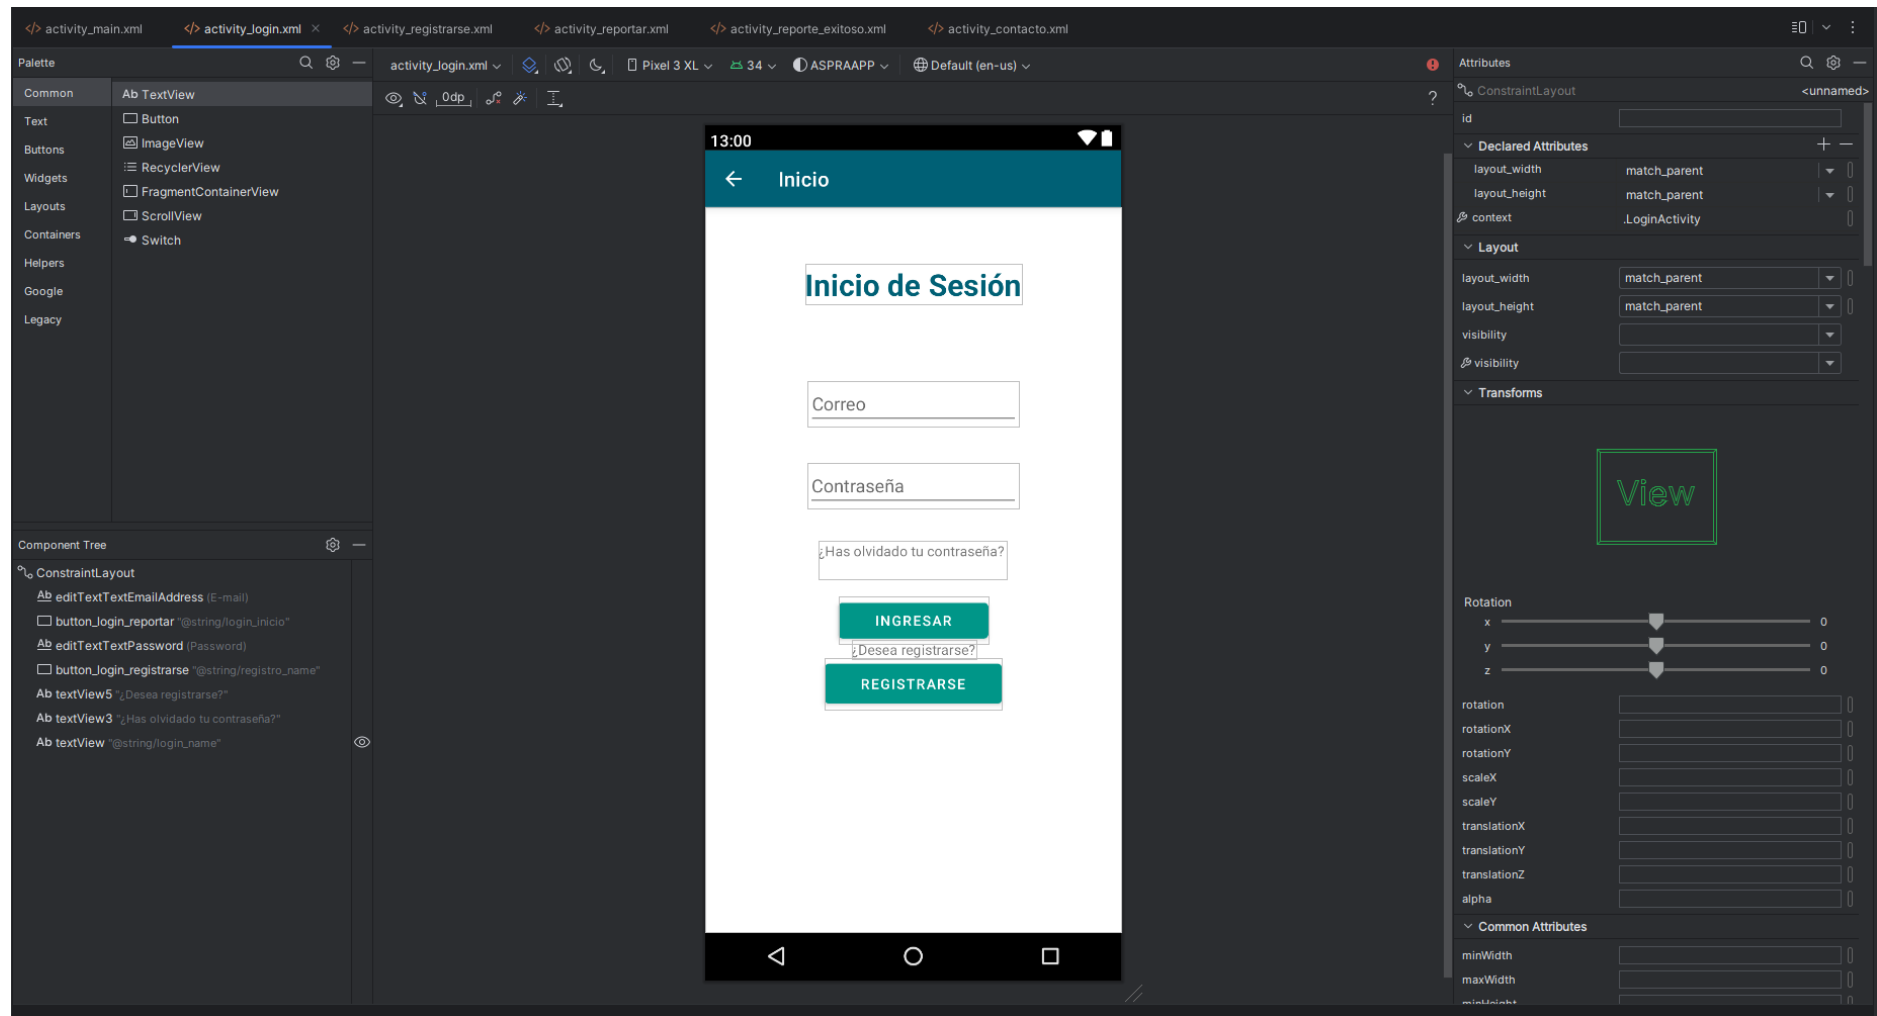 activity_main.xml
activity_login.xml
activity_registrarse.xml
activity_reportar.xml
activity_reporte_exitoso.xml
activity_contacto.xml
Palette
Common
Text
Buttons
Widgets
Layouts
Containers
Helpers
Google
Legacy
Ab TextView
Button
ImageView
RecyclerView
FragmentContainerView
ScrollView
Switch
activity_login.xml
Pixel 3 XL
34
ASPRAAPP
Default (en-us)
0dp
?
13:00
Inicio
Inicio de Sesión
Correo
Contraseña
¿Has olvidado tu contraseña?
INGRESAR
¿Desea registrarse?
REGISTRARSE
Component Tree
ConstraintLayout
Ab editTextTextEmailAddress (E-mail)
button_login_reportar "@string/login_inicio"
Ab editTextTextPassword (Password)
button_login_registrarse "@string/registro_name"
Ab textView5 "¿Desea registrarse?"
Ab textView3 "¿Has olvidado tu contraseña?"
Ab textView "@string/login_name"
Attributes
ConstraintLayout <unnamed>
id
Declared Attributes
layout_width match_parent
layout_height match_parent
context .LoginActivity
Layout
layout_width match_parent
layout_height match_parent
visibility
visibility
Transforms
View
Rotation
x 0
y 0
z 0
rotation
rotationX
rotationY
scaleX
scaleY
translationX
translationY
translationZ
alpha
Common Attributes
minWidth
maxWidth
minHeight